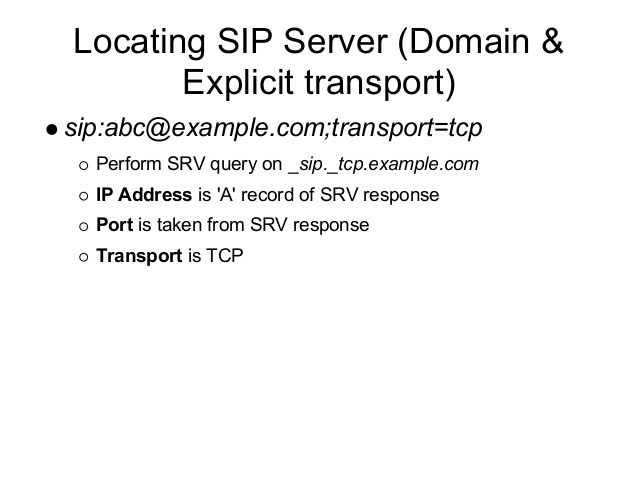 Locating SIP Server (Domain &
Explicit transport)
● sip:abc@example.com;transport=tcp
○ Perform SRV query on _sip._tcp.example.com
○ IP Address is 'A' record of SRV response
○ Port is taken from SRV response
○ Transport is TCP